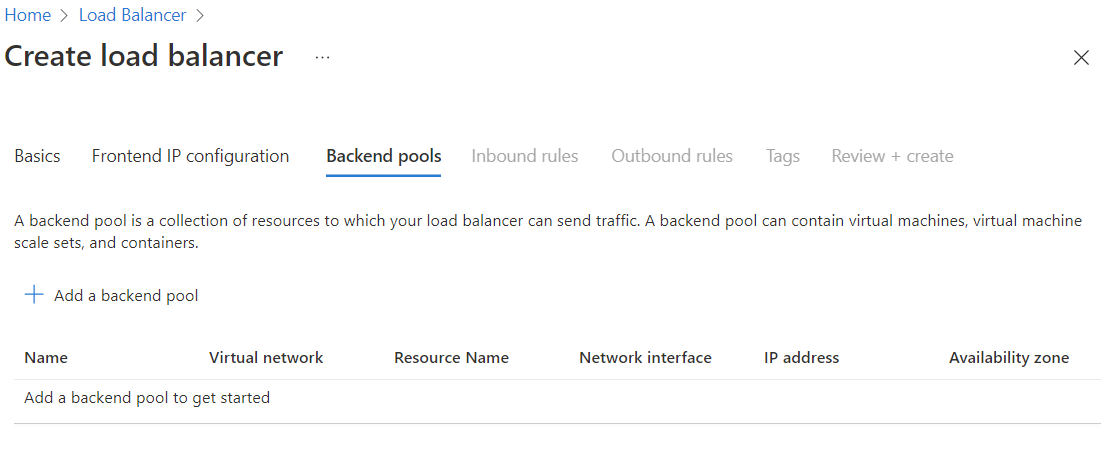 Home > Load Balancer >
Create load balancer ...
Basics Frontend IP configuration Backend pools Inbound rules Outbound rules Tags Review + create
A backend pool is a collection of resources to which your load balancer can send traffic. A backend pool can contain virtual machines, virtual machine
scale sets, and containers.
+ Add a backend pool
Name Virtual network Resource Name Network interface IP address Availability zone
Add a backend pool to get started